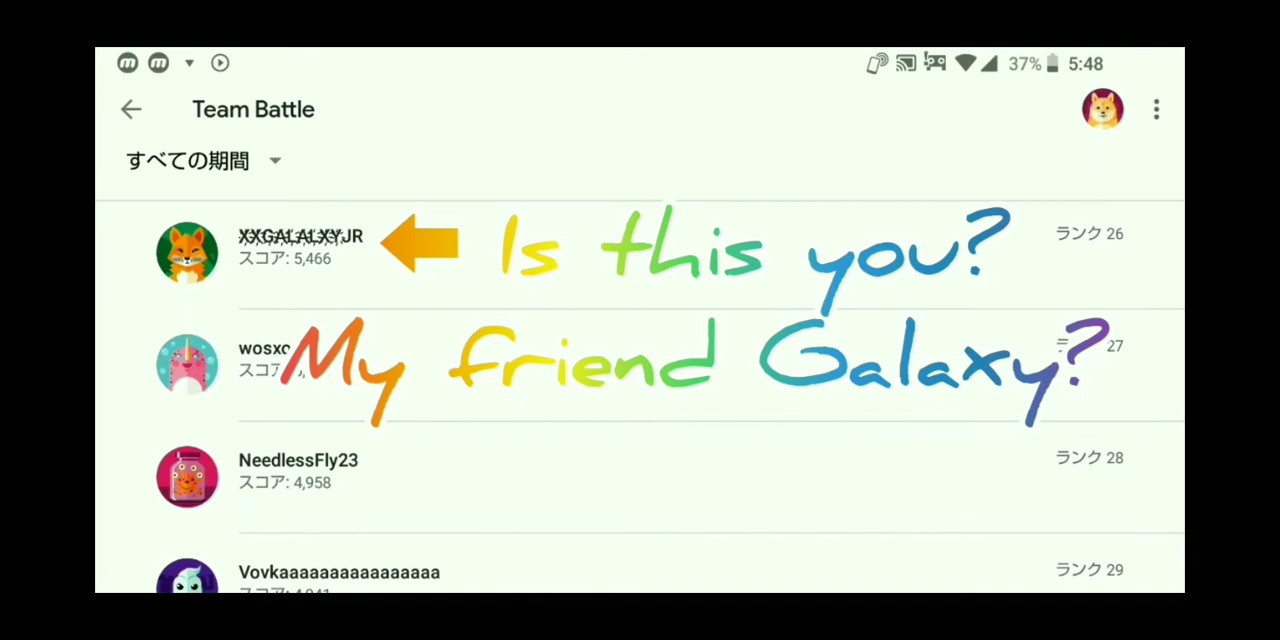 37% 5:48
Team Battle
すべての期間
XXGALALXYJR
スコア: 5,466
ランク 26
Is this you?
My friend Galaxy?
27
NeedlessFly23
スコア: 4,958
ランク 28
Vovkaaaaaaaaaaaaaaaa
ランク 29